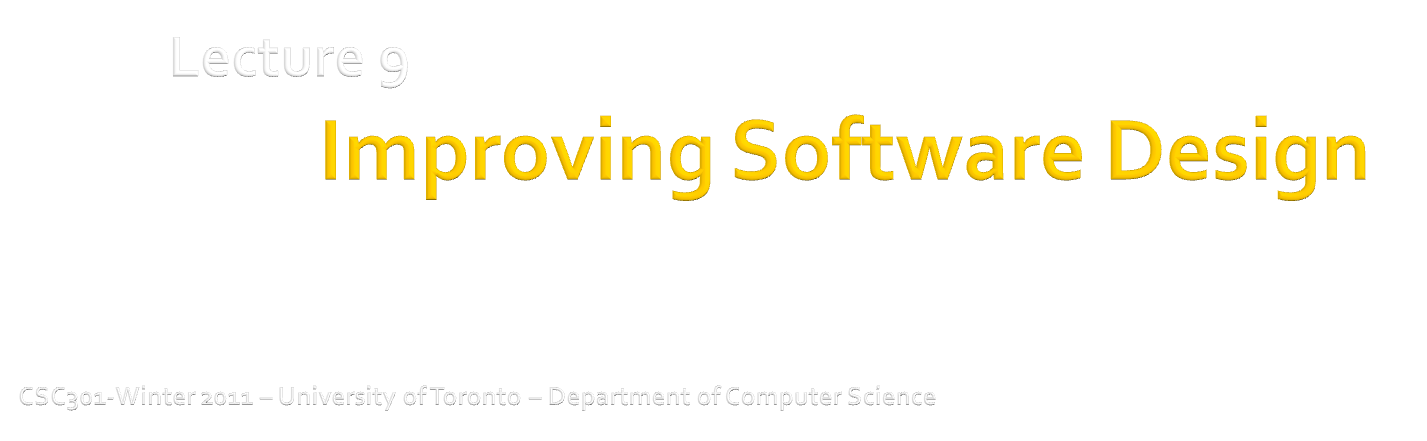 Lecture 9
Improving Software Design
CSC301-Winter 2011 – University of Toronto – Department of Computer Science